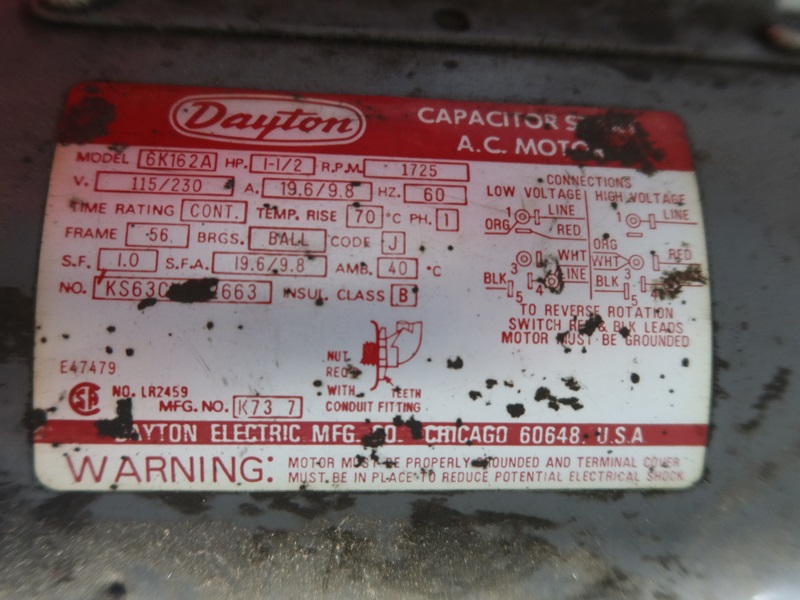 Dayton
CAPACITOR
A.C. MOTOR
MODEL 6K162A HP. 1-1/2 R.P.M. 1725
V. 115/230 A. 19.6/9.8 HZ. 60
TIME RATING CONT. TEMP. RISE 70 °C PH. 1
FRAME 56 BRGS. BALL CODE J
S.F. 1.0 S.F.A. 19.6/9.8 AMB. 40 °C
NO. INSUL. CLASS B
CONNECTIONS
LOW VOLTAGE HIGH VOLTAGE
1 LINE
ORG RED
3 WHT
4 LINE
BLK 5
1 LINE
ORG
WHT 3 RED
BLK 5
TO REVERSE ROTATION
SWITCH RED & BLK LEADS
MOTOR MUST BE GROUNDED
E47479
NUT
WITH TEETH
CONDUIT FITTING
NO. LR2459
MFG. NO. K73 7
DAYTON ELECTRIC MFG. CO. CHICAGO 60648 U.S.A
WARNING: MOTOR MUST BE PROPERLY GROUNDED AND TERMINAL COVER
MUST BE IN PLACE TO REDUCE POTENTIAL ELECTRICAL SHOCK